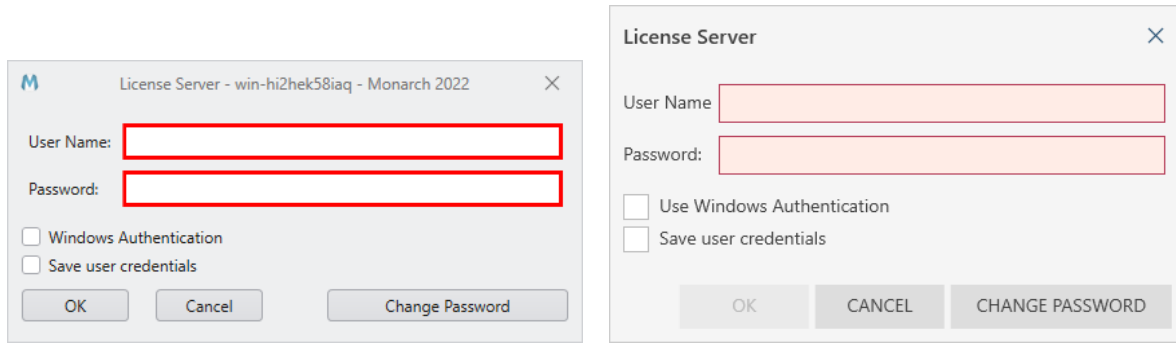 M License Server - win-hi2hek58iaq - Monarch 2022
User Name:
Password:
Windows Authentication
Save user credentials
OK Cancel Change Password
License Server
User Name
Password:
Use Windows Authentication
Save user credentials
OK CANCEL CHANGE PASSWORD